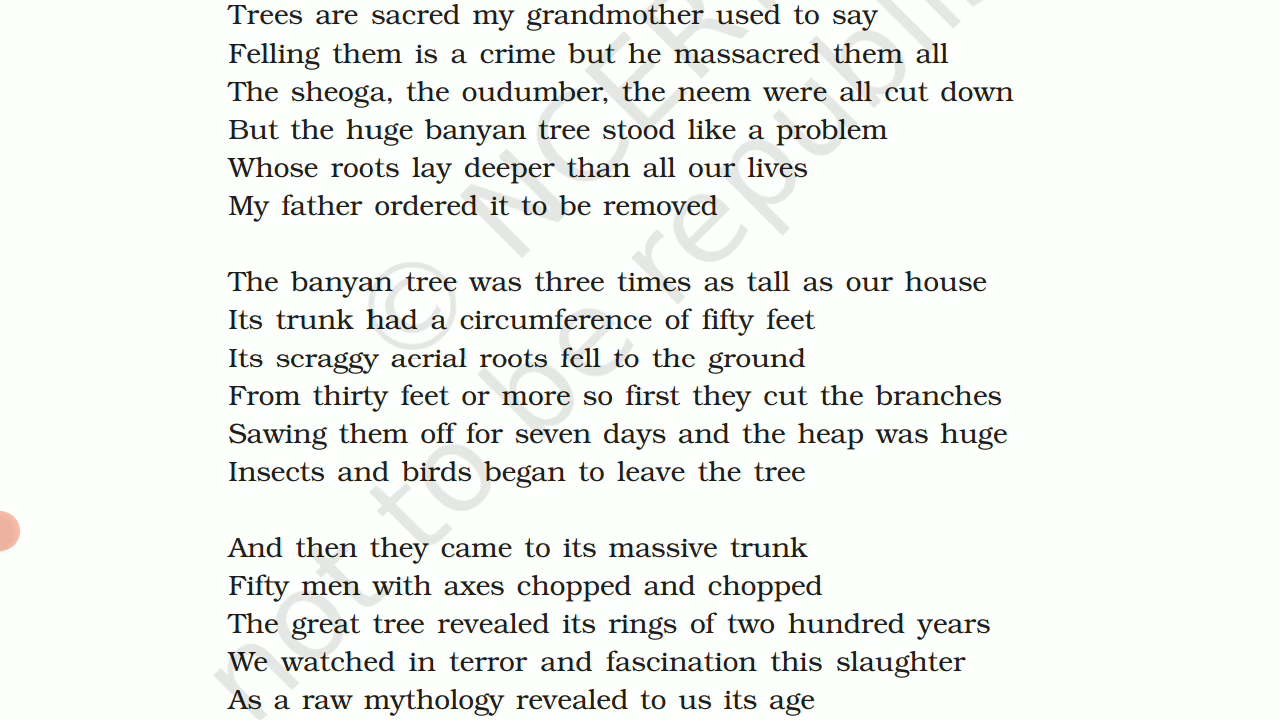 Trees are sacred my grandmother used to say
Felling them is a crime but he massacred them all
The sheoga, the oudumber, the neem were all cut down
But the huge banyan tree stood like a problem
Whose roots lay deeper than all our lives
My father ordered it to be removed
The banyan tree was three times as tall as our house
Its trunk had a circumference of fifty feet
Its scraggy aerial roots fell to the ground
From thirty feet or more so first they cut the branches
Sawing them off for seven days and the heap was huge
Insects and birds began to leave the tree
And then they came to its massive trunk
Fifty men with axes chopped and chopped
The great tree revealed its rings of two hundred years
We watched in terror and fascination this slaughter
As a raw mythology revealed to us its age
© NCER
not to be republi